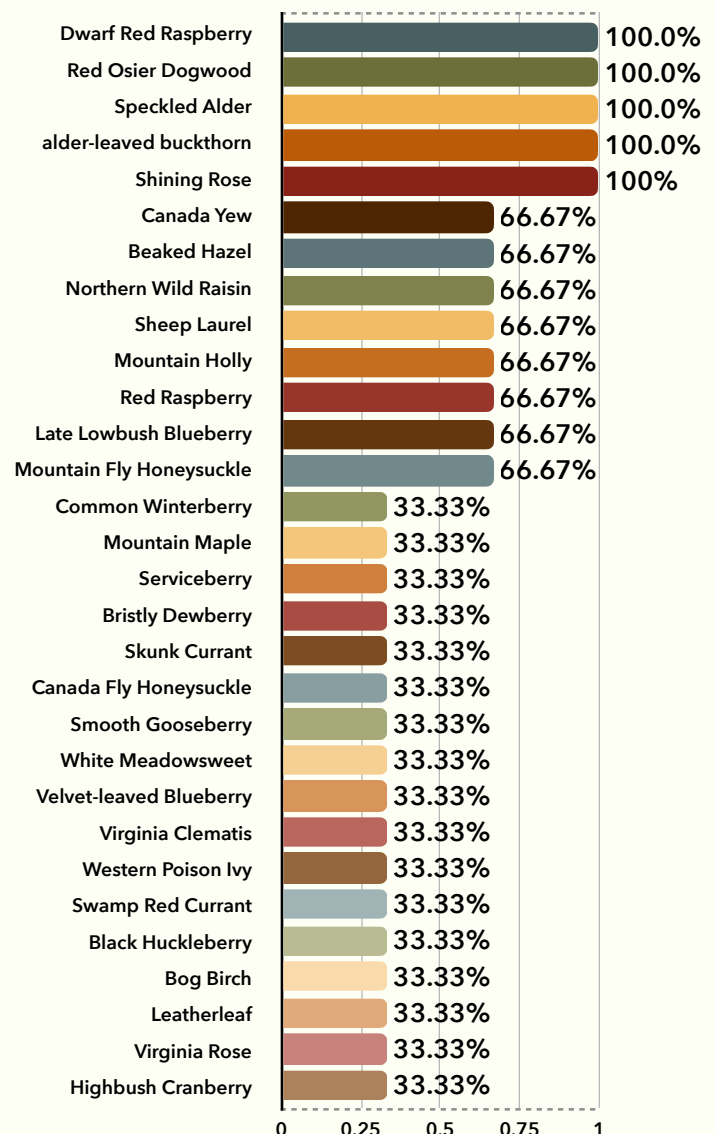 Dwarf Red Raspberry 100.0%
Red Osier Dogwood 100.0%
Speckled Alder 100.0%
alder-leaved buckthorn 100.0%
Shining Rose 100%
Canada Yew 66.67%
Beaked Hazel 66.67%
Northern Wild Raisin 66.67%
Sheep Laurel 66.67%
Mountain Holly 66.67%
Red Raspberry 66.67%
Late Lowbush Blueberry 66.67%
Mountain Fly Honeysuckle 66.67%
Common Winterberry 33.33%
Mountain Maple 33.33%
Serviceberry 33.33%
Bristly Dewberry 33.33%
Skunk Currant 33.33%
Canada Fly Honeysuckle 33.33%
Smooth Gooseberry 33.33%
White Meadowsweet 33.33%
Velvet-leaved Blueberry 33.33%
Virginia Clematis 33.33%
Western Poison Ivy 33.33%
Swamp Red Currant 33.33%
Black Huckleberry 33.33%
Bog Birch 33.33%
Leatherleaf 33.33%
Virginia Rose 33.33%
Highbush Cranberry 33.33%
0 0.25 0.5 0.75 1